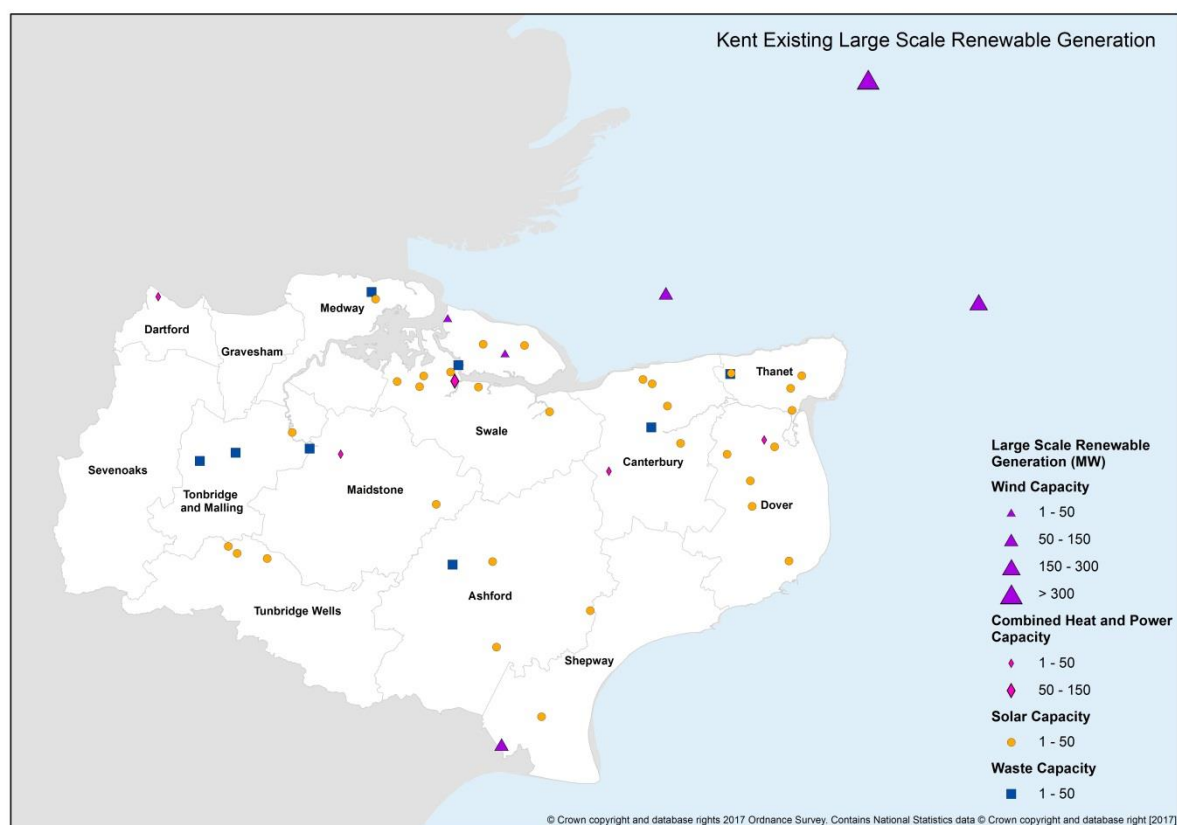 Kent Existing Large Scale Renewable Generation
Medway
Dartford
Gravesham
Thanet
Swale
Sevenoaks
Canterbury
Maidstone
Tonbridge
and Malling
Dover
Ashford
Tunbridge Wells
Shepway
Large Scale Renewable
Generation (MW)
Wind Capacity
1 - 50
50 - 150
150 - 300
> 300
Combined Heat and Power
Capacity
1 - 50
50 - 150
Solar Capacity
1 - 50
Waste Capacity
1 - 50
© Crown copyright and database rights 2017 Ordnance Survey. Contains National Statistics data © Crown copyright and database right [2017]